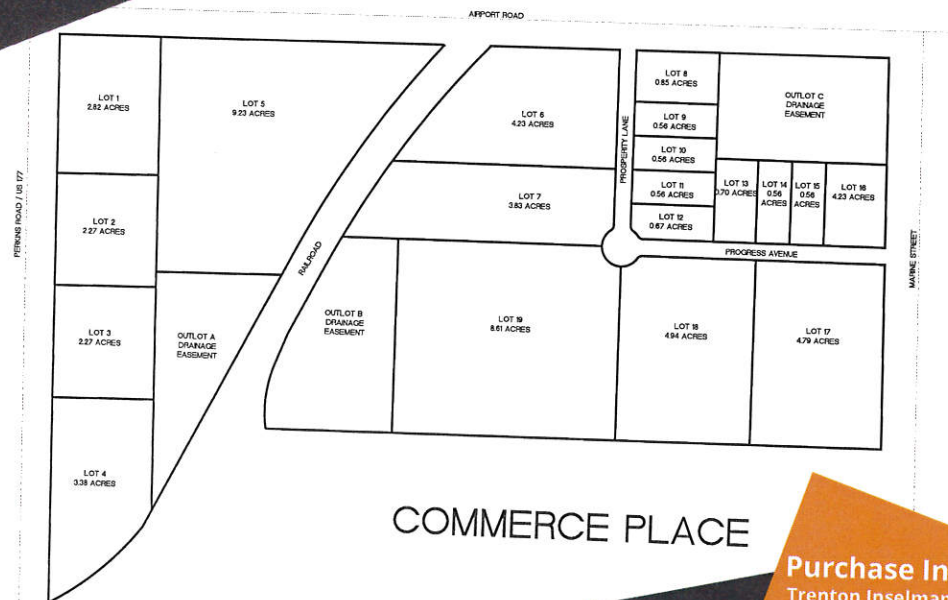 AIRPORT ROAD
PERKINS ROAD / US 177
LOT 1
2.82 ACRES
LOT 5
9.23 ACRES
LOT 2
2.27 ACRES
LOT 3
2.27 ACRES
LOT 4
3.38 ACRES
OUTLOT A
DRAINAGE
EASEMENT
RAILROAD
LOT 6
4.23 ACRES
LOT 7
3.83 ACRES
PROSPERITY LANE
LOT 8
0.85 ACRES
LOT 9
0.56 ACRES
LOT 10
0.56 ACRES
LOT 11
0.56 ACRES
LOT 12
0.67 ACRES
OUTLOT C
DRAINAGE
EASEMENT
LOT 13
0.70 ACRES
LOT 14
0.56
ACRES
LOT 15
0.56
ACRES
LOT 16
4.23 ACRES
PROGRESS AVENUE
MARINE STREET
OUTLOT B
DRAINAGE
EASEMENT
LOT 19
8.61 ACRES
LOT 18
4.94 ACRES
LOT 17
4.79 ACRES
COMMERCE PLACE
Purchase In
Trenton Inselman